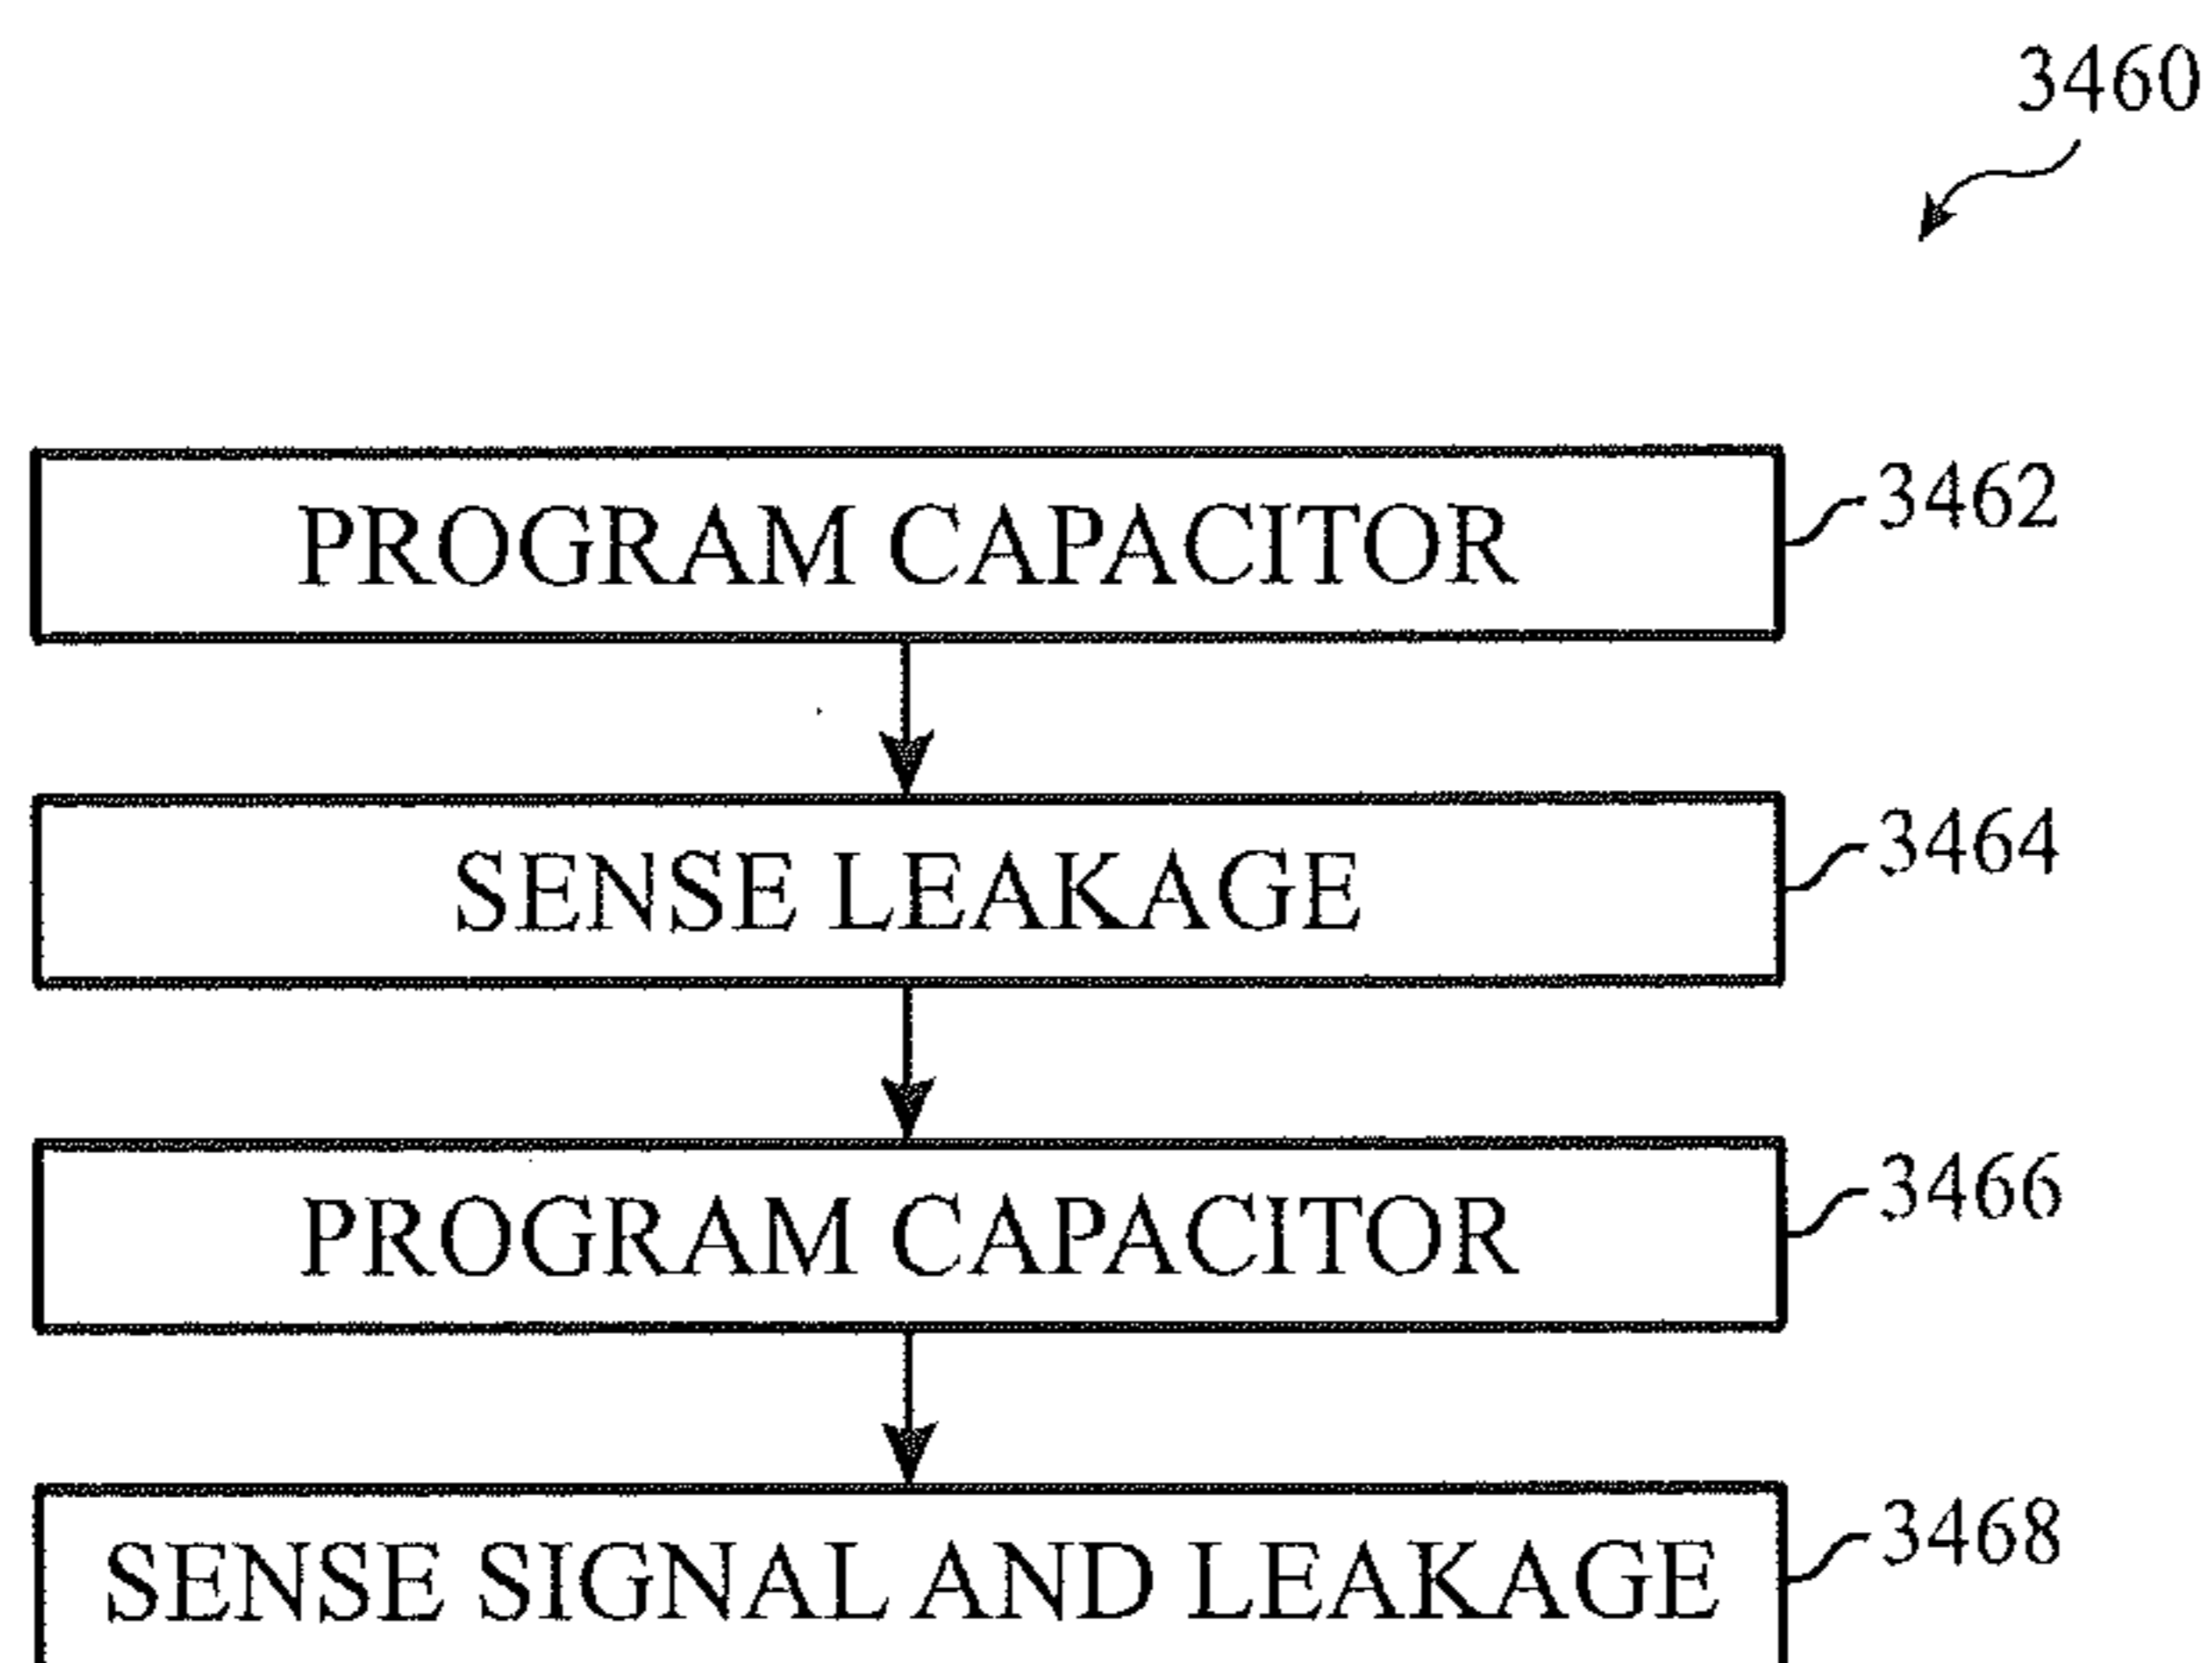 3460
PROGRAM CAPACITOR
3462
SENSE LEAKAGE
3464
PROGRAM CAPACITOR
3466
SENSE SIGNAL AND LEAKAGE
3468